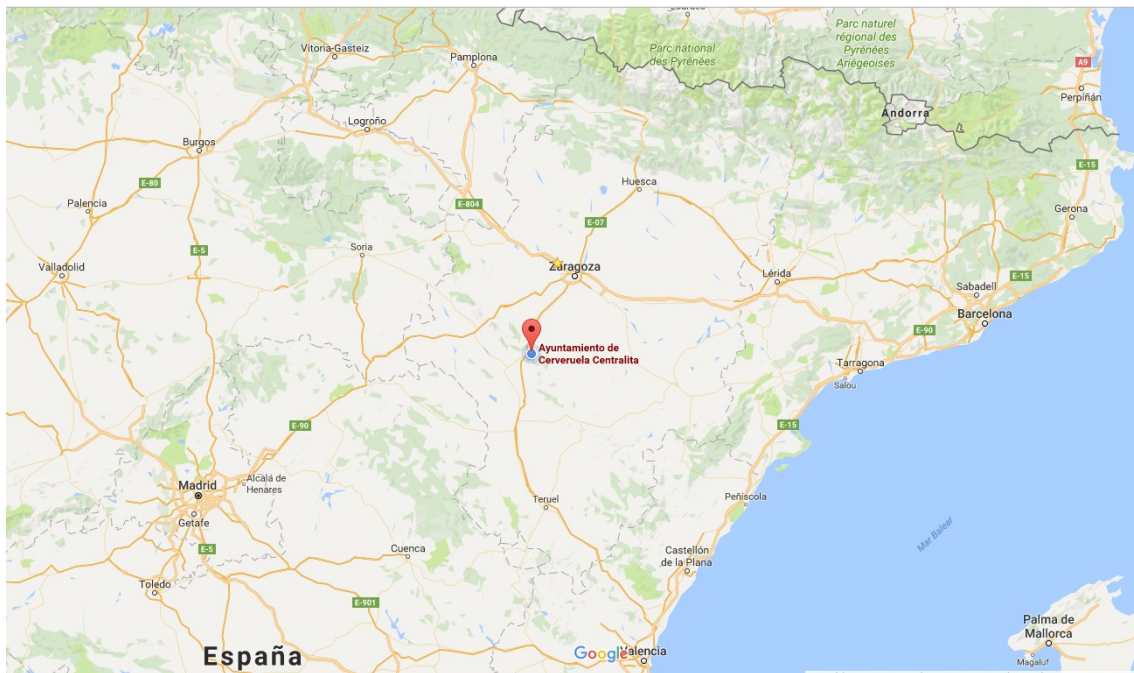 Parc naturel
régional des
Pyrénées
Ariégeoises
Vitoria-Gasteiz
Pamplona
Parc national
des Pyrénées
A9
Perpiñán
Andorra
Logroño
Burgos
E-15
E-80
Huesca
Palencia
E-804
Gerona
E-07
E-5
Soria
Valladolid
Zaragoza
Lérida
E-15
Sabadell
Barcelona
E-90
Ayuntamiento de
Cerveruela Centralita
Tarragona
Salou
E-90
E-15
Madrid
Alcalá de
Henares
Teruel
Peñíscola
Getafe
Mar Balear
E-5
Cuenca
Castellón
de la Plana
Toledo
E-901
Palma de
Mallorca
España
Google
Valencia
Magaluf